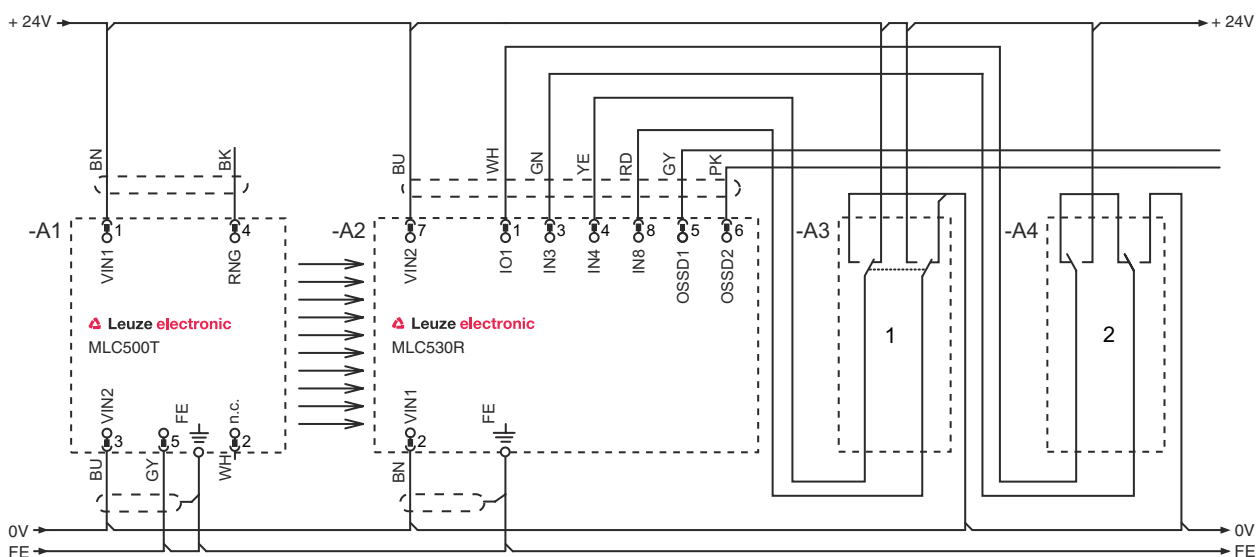 + 24V
+ 24V
BN
BK
BU
WH
GN
YE
RD
GY
PK
-A1
1
4
-A2
7
1
3
4
8
5
6
-A3
-A4
VIN1
RNG
VIN2
IO1
IN3
IN4
IN8
OSSD1
OSSD2
Leuze electronic
MLC500T
Leuze electronic
MLC530R
1
2
VIN2
FE
n.c.
VIN1
FE
3
5
2
2
BU
GY
WH
BN
0V
0V
FE
FE